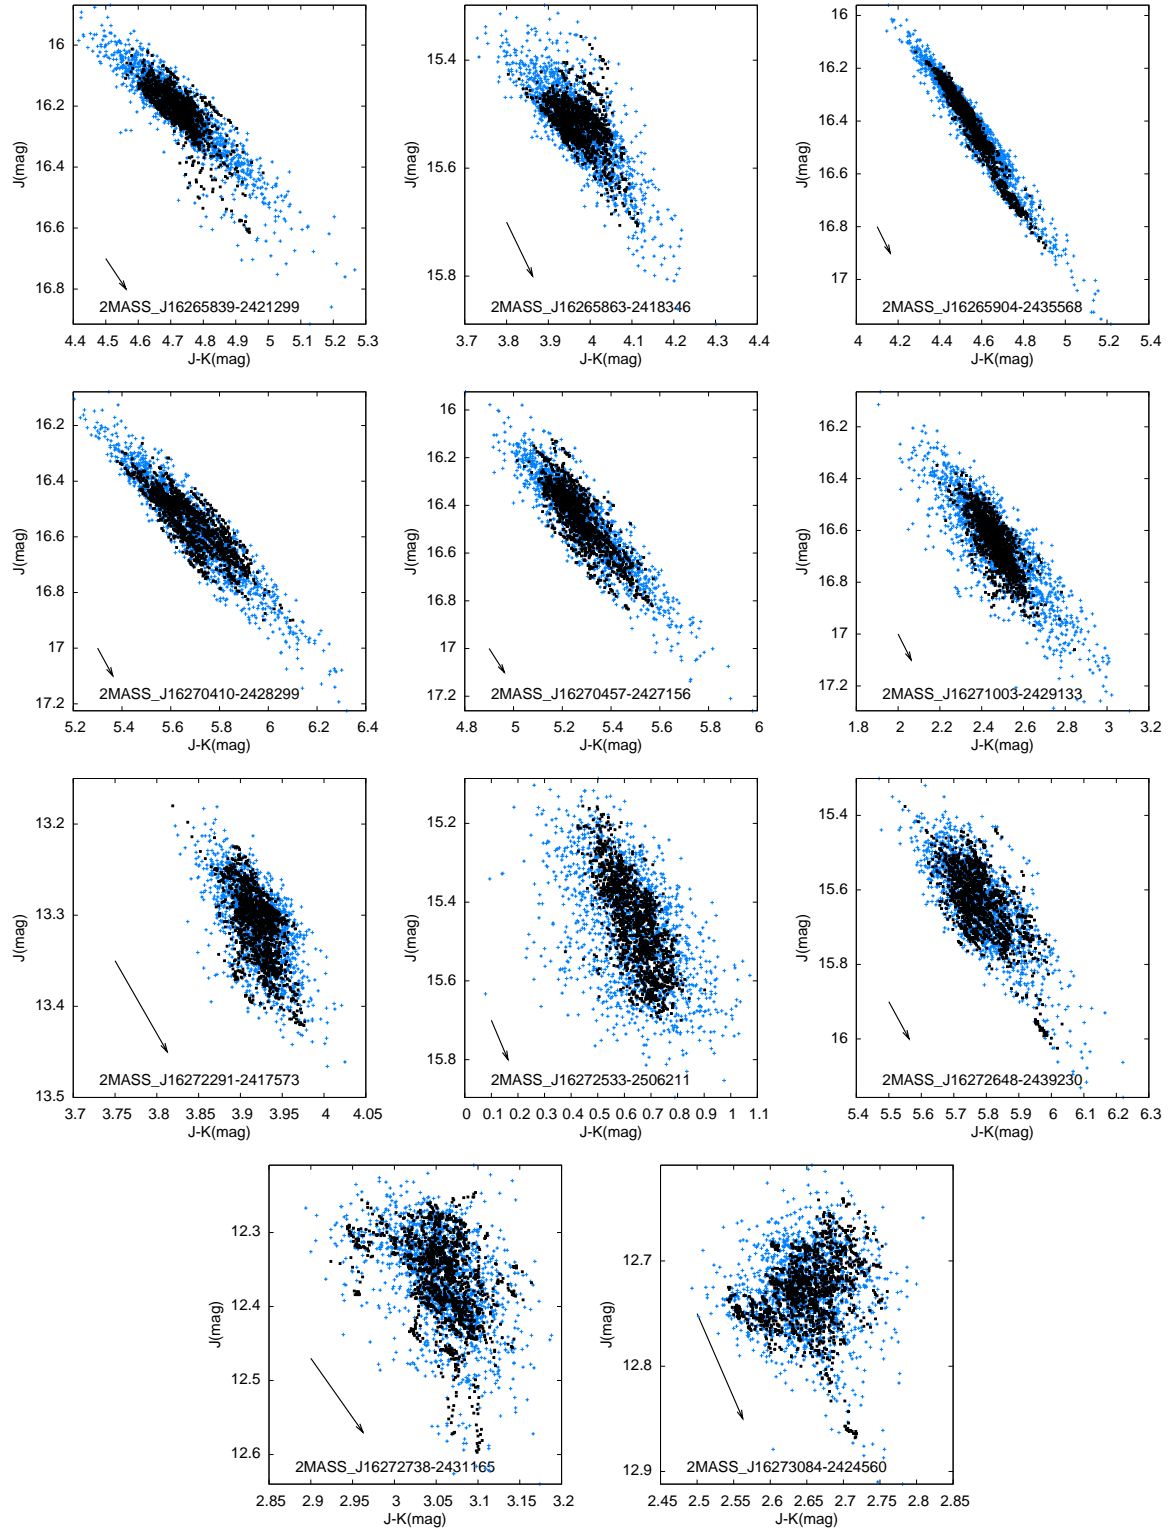 16
16.2
16.4
16.6
16.8
J(mag)
2MASS_J16265839-2421299
4.4 4.5 4.6 4.7 4.8 4.9 5 5.1 5.2 5.3
J-K(mag)
15.4
15.6
15.8
J(mag)
2MASS_J16265863-2418346
3.7 3.8 3.9 4 4.1 4.2 4.3 4.4
J-K(mag)
16
16.2
16.4
16.6
16.8
17
J(mag)
2MASS_J16265904-2435568
4 4.2 4.4 4.6 4.8 5 5.2 5.4
J-K(mag)
16.2
16.4
16.6
16.8
17
17.2
J(mag)
2MASS_J16270410-2428299
5.2 5.4 5.6 5.8 6 6.2 6.4
J-K(mag)
16
16.2
16.4
16.6
16.8
17
17.2
J(mag)
2MASS_J16270457-2427156
4.8 5 5.2 5.4 5.6 5.8 6
J-K(mag)
16.2
16.4
16.6
16.8
17
17.2
J(mag)
2MASS_J16271003-2429133
1.8 2 2.2 2.4 2.6 2.8 3 3.2
J-K(mag)
13.2
13.3
13.4
13.5
J(mag)
2MASS_J16272291-2417573
3.7 3.75 3.8 3.85 3.9 3.95 4 4.05
J-K(mag)
15.2
15.4
15.6
15.8
J(mag)
2MASS_J16272533-2506211
0 0.1 0.2 0.3 0.4 0.5 0.6 0.7 0.8 0.9 1 1.1
J-K(mag)
15.4
15.6
15.8
16
J(mag)
2MASS_J16272648-2439230
5.4 5.5 5.6 5.7 5.8 5.9 6 6.1 6.2 6.3
J-K(mag)
12.3
12.4
12.5
12.6
J(mag)
2MASS_J16272738-2431165
2.85 2.9 2.95 3 3.05 3.1 3.15 3.2
J-K(mag)
12.7
12.8
12.9
J(mag)
2MASS_J16273084-2424560
2.45 2.5 2.55 2.6 2.65 2.7 2.75 2.8 2.85
J-K(mag)